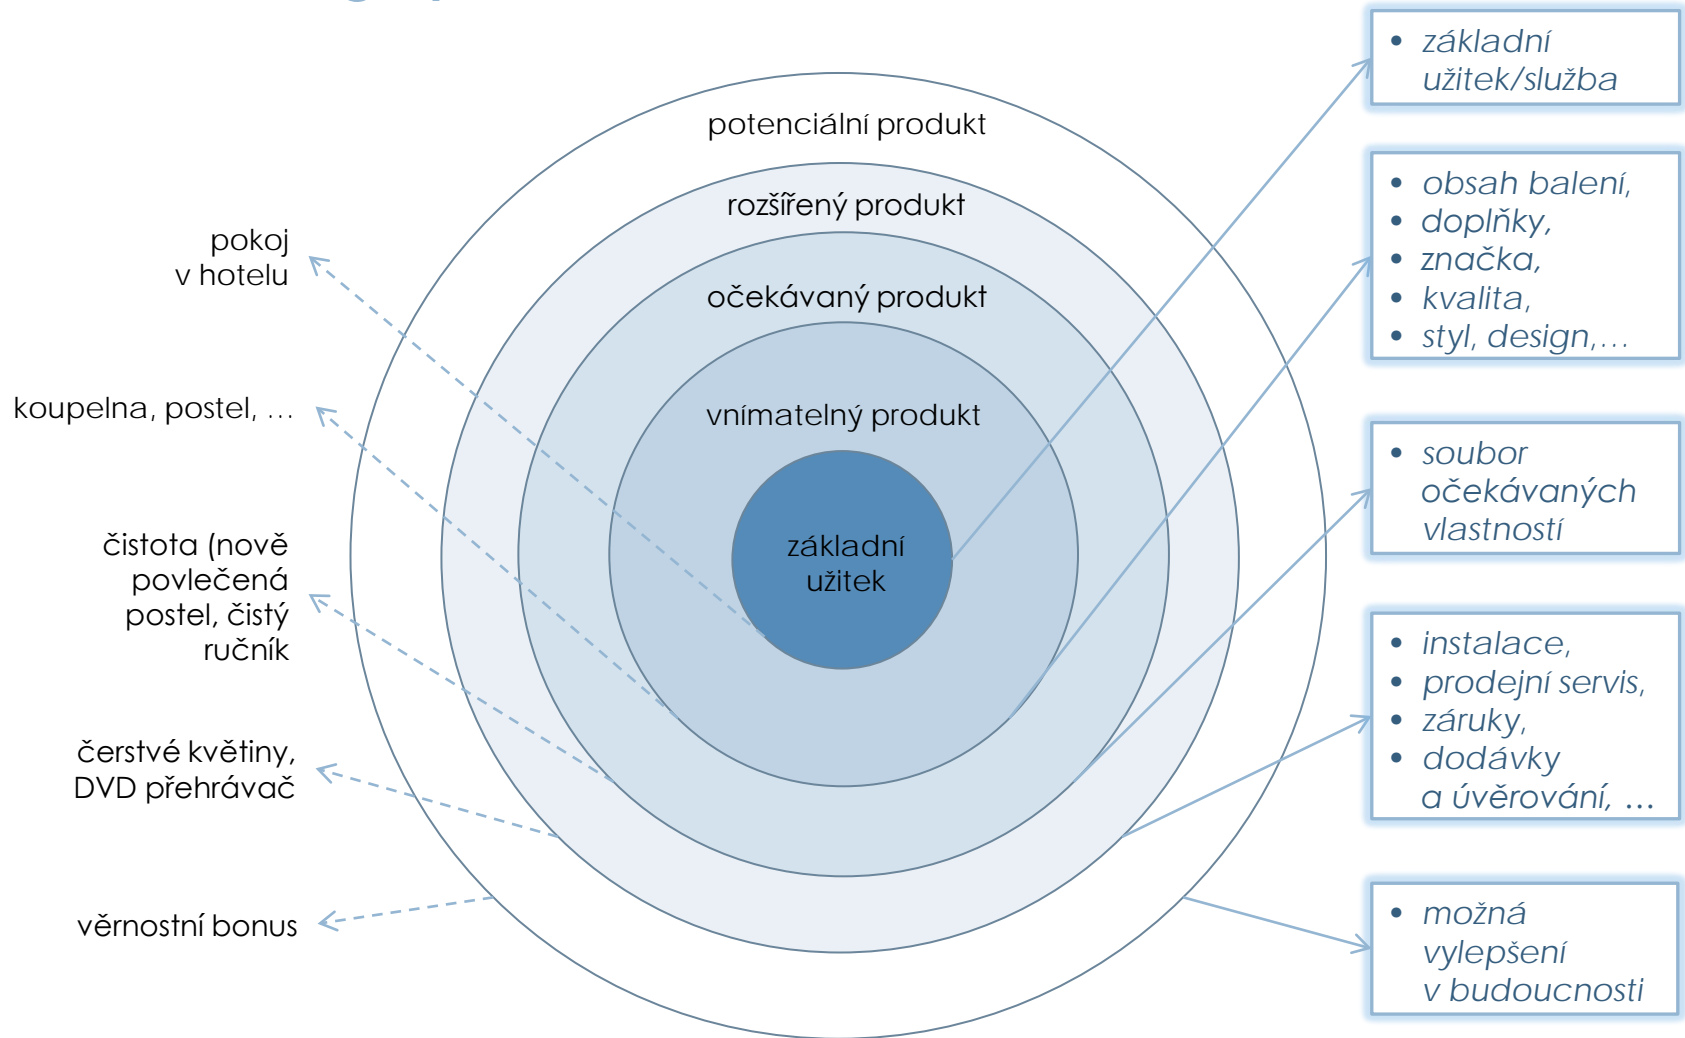 potenciální produkt
rozšířený produkt
očekávaný produkt
vnímatelný produkt
základní
užitek
pokoj
v hotelu
koupelna, postel, …
čistota (nově
povlečená
postel, čistý
ručník
čerstvé květiny,
DVD přehrávač
věrnostní bonus
• základní
užitek/služba
• obsah balení,
• doplňky,
• značka,
• kvalita,
• styl, design,…
• soubor
očekávaných
vlastností
• instalace,
• prodejní servis,
• záruky,
• dodávky
a úvěrování, …
• možná
vylepšení
v budoucnosti